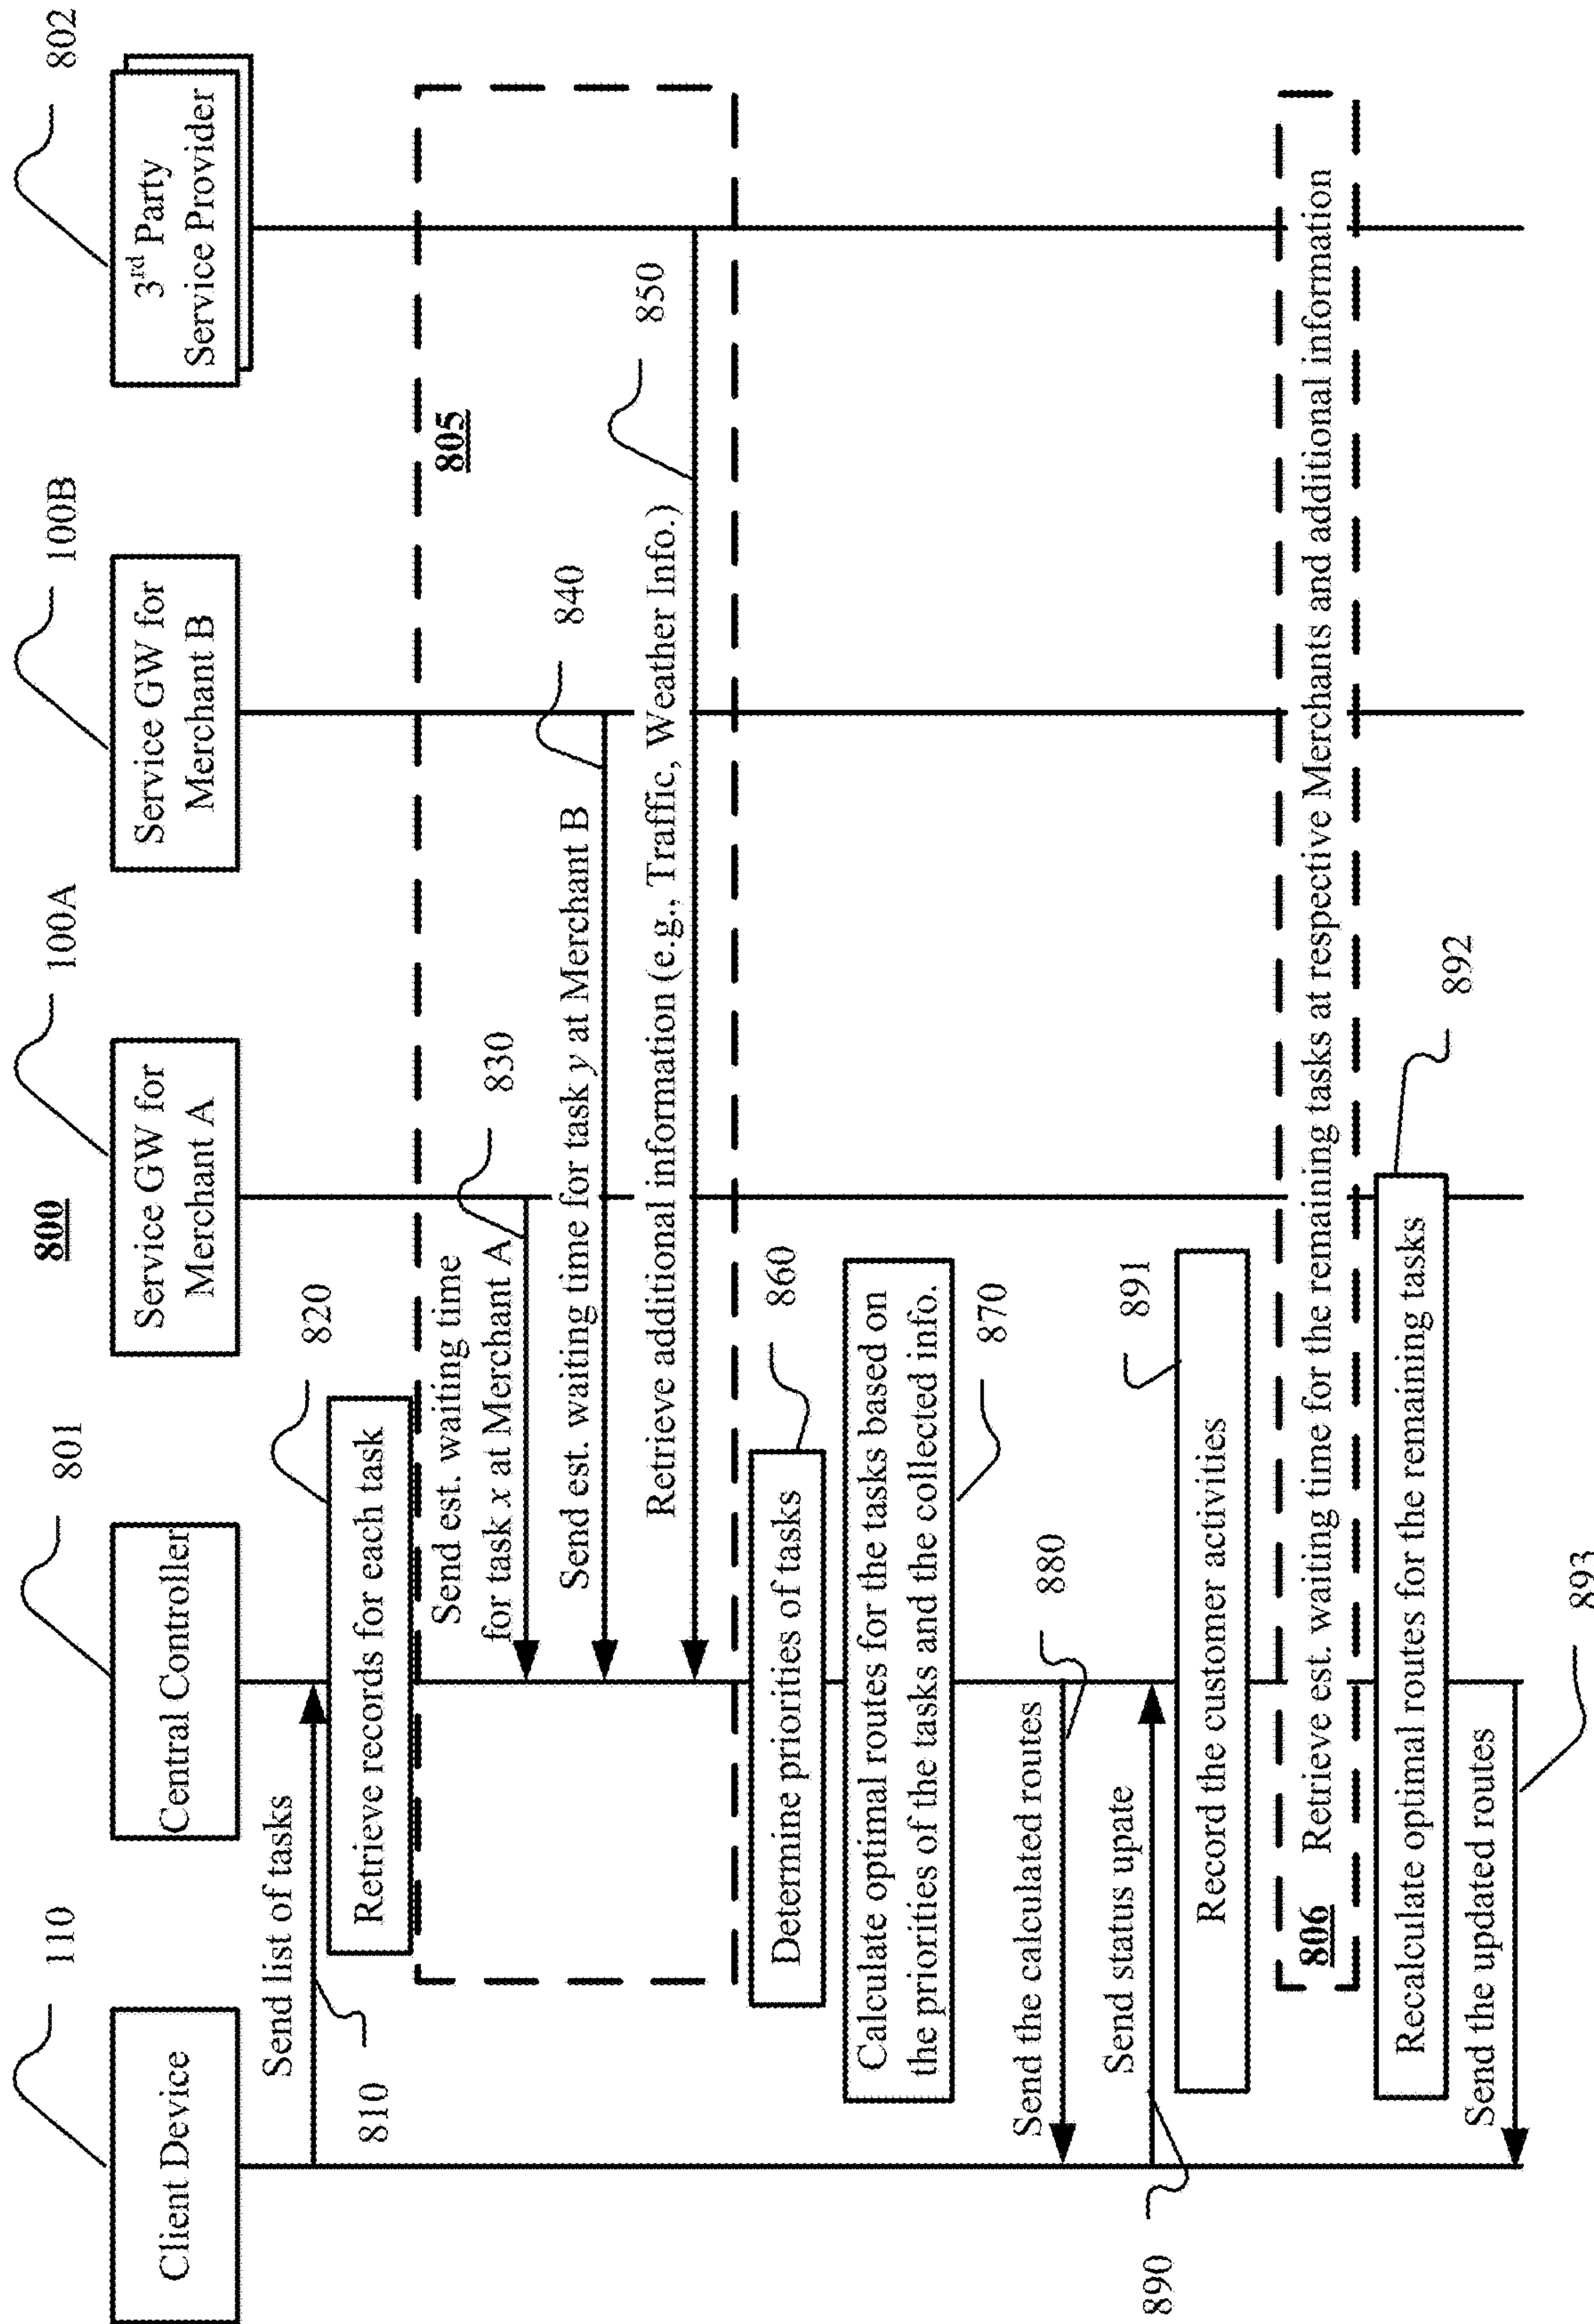 800
110
801
100A
100B
802
Client Device
Central Controller
Service GW for
Merchant A
Service GW for
Merchant B
3rd Party
Service Provider
Send list of tasks
810
820
Retrieve records for each task
805
Send est. waiting time
for task x at Merchant A
830
Send est. waiting time for task y at Merchant B
840
Retrieve additional information (e.g., Traffic, Weather Info.)
850
Determine priorities of tasks
860
Calculate optimal routes for the tasks based on
the priorities of the tasks and the collected info.
870
Send the calculated routes
880
Send status upate
890
891
Record the customer activities
806 Retrieve est. waiting time for the remaining tasks at respective Merchants and additional information
Recalculate optimal routes for the remaining tasks
892
Send the updated routes
893